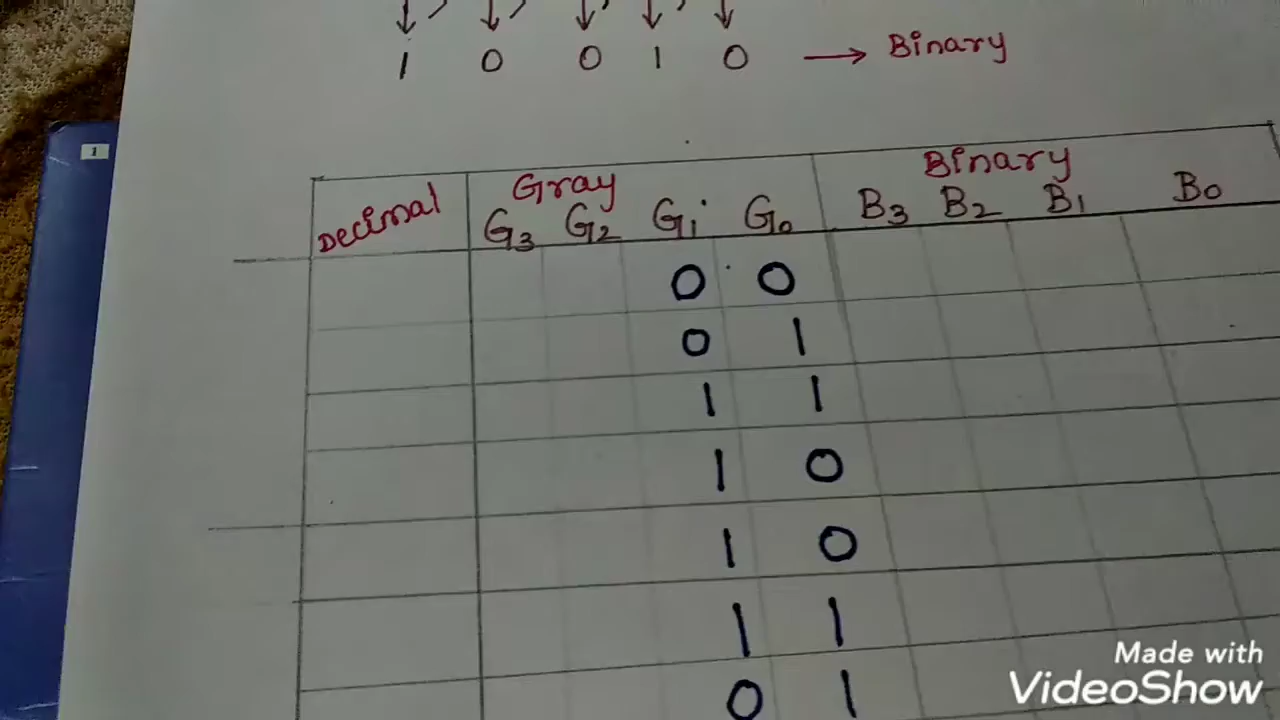 1 0 0 1 0 → Binary
1
Decimal Gray Binary
G3 G2 G1 G0 B3 B2 B1 B0
0 0
0 1
1 1
1 0
1 0
1 1
0 1
Made with
VideoShow